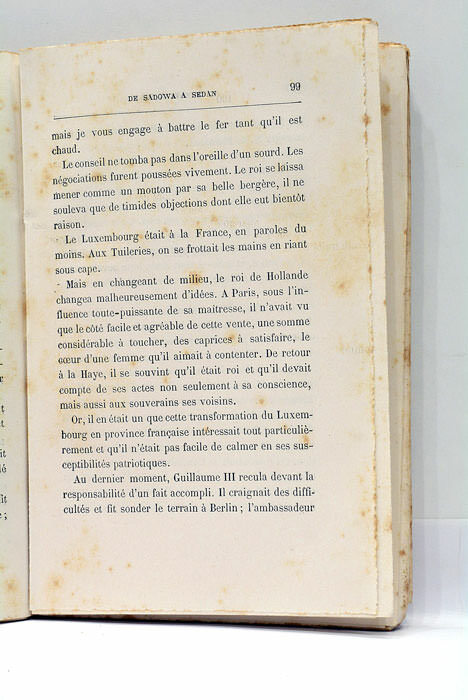 DE SADOWA A SEDAN 99
mais je vous engage à battre le fer tant qu'il est
chaud.
Le conseil ne tomba pas dans l'oreille d'un sourd. Les
négociations furent poussées vivement. Le roi se laissa
mener comme un mouton par sa belle bergère, il ne
souleva que de timides objections dont elle eut bientôt
raison.
Le Luxembourg était à la France, en paroles du
moins. Aux Tuileries, on se frottait les mains en riant
sous cape.
Mais en changeant de milieu, le roi de Hollande
changea malheureusement d'idées. A Paris, sous l'in-
fluence toute-puissante de sa maîtresse, il n'avait vu
que le côté facile et agréable de cette vente, une somme
considérable à toucher, des caprices à satisfaire, le
cœur d'une femme qu'il aimait à contenter. De retour
à la Haye, il se souvint qu'il était roi et qu'il devait
compte de ses actes non seulement à sa conscience,
mais aussi aux souverains ses voisins.
Or, il en était un que cette transformation du Luxem-
bourg en province française intéressait tout particuliè-
rement et qu'il n'était pas facile de calmer en ses sus-
ceptibilités patriotiques.
Au dernier moment, Guillaume III recula devant la
responsabilité d'un fait accompli. Il craignait des diffi-
cultés et fit sonder le terrain à Berlin ; l'ambassadeur